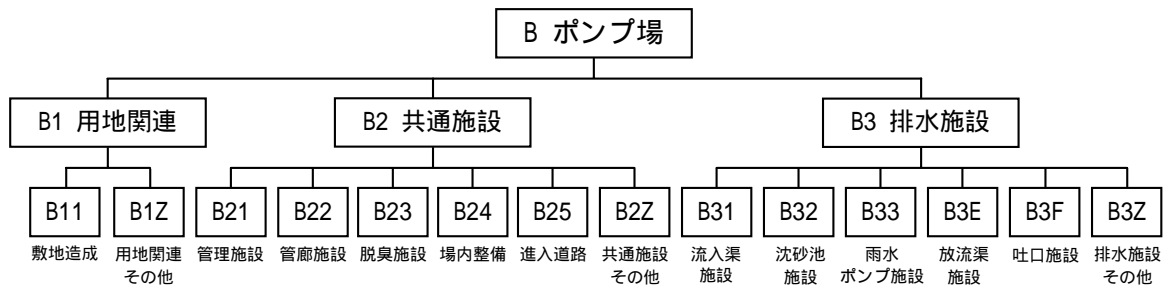 B ポンプ場
B1 用地関連
B2 共通施設
B3 排水施設
B11
B1Z
B21
B22
B23
B24
B25
B2Z
B31
B32
B33
B3E
B3F
B3Z
敷地造成
用地関連
その他
管理施設
管廊施設
脱臭施設
場内整備
進入道路
共通施設
その他
流入渠
施設
沈砂池
施設
雨水
ポンプ施設
放流渠
施設
吐口施設
排水施設
その他